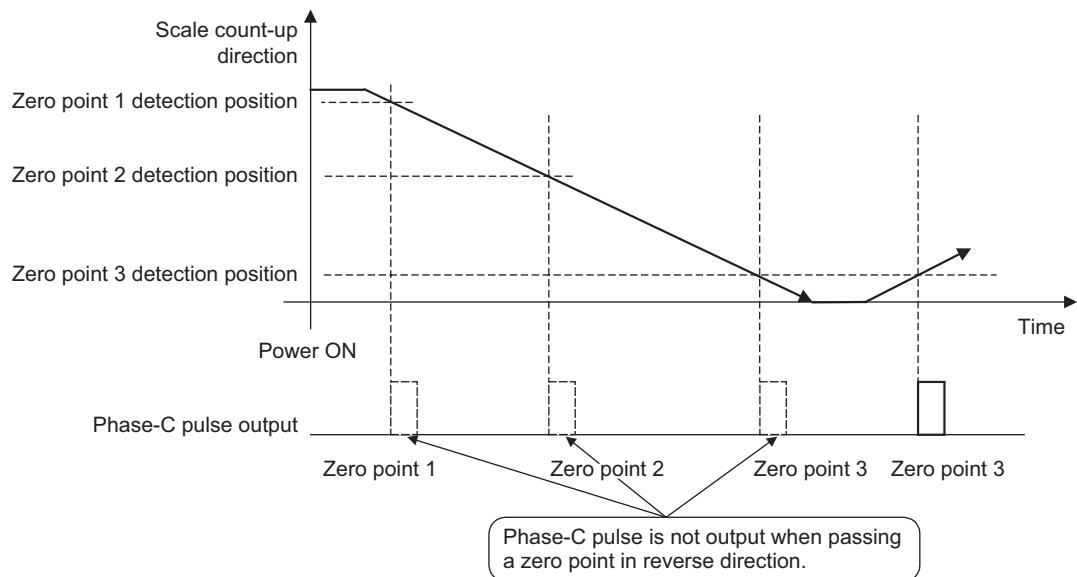 Scale count-up
direction
Zero point 1 detection position
Zero point 2 detection position
Zero point 3 detection position
Time
Power ON
Phase-C pulse output
Zero point 1
Zero point 2
Zero point 3
Zero point 3
Phase-C pulse is not output when passing
a zero point in reverse direction.